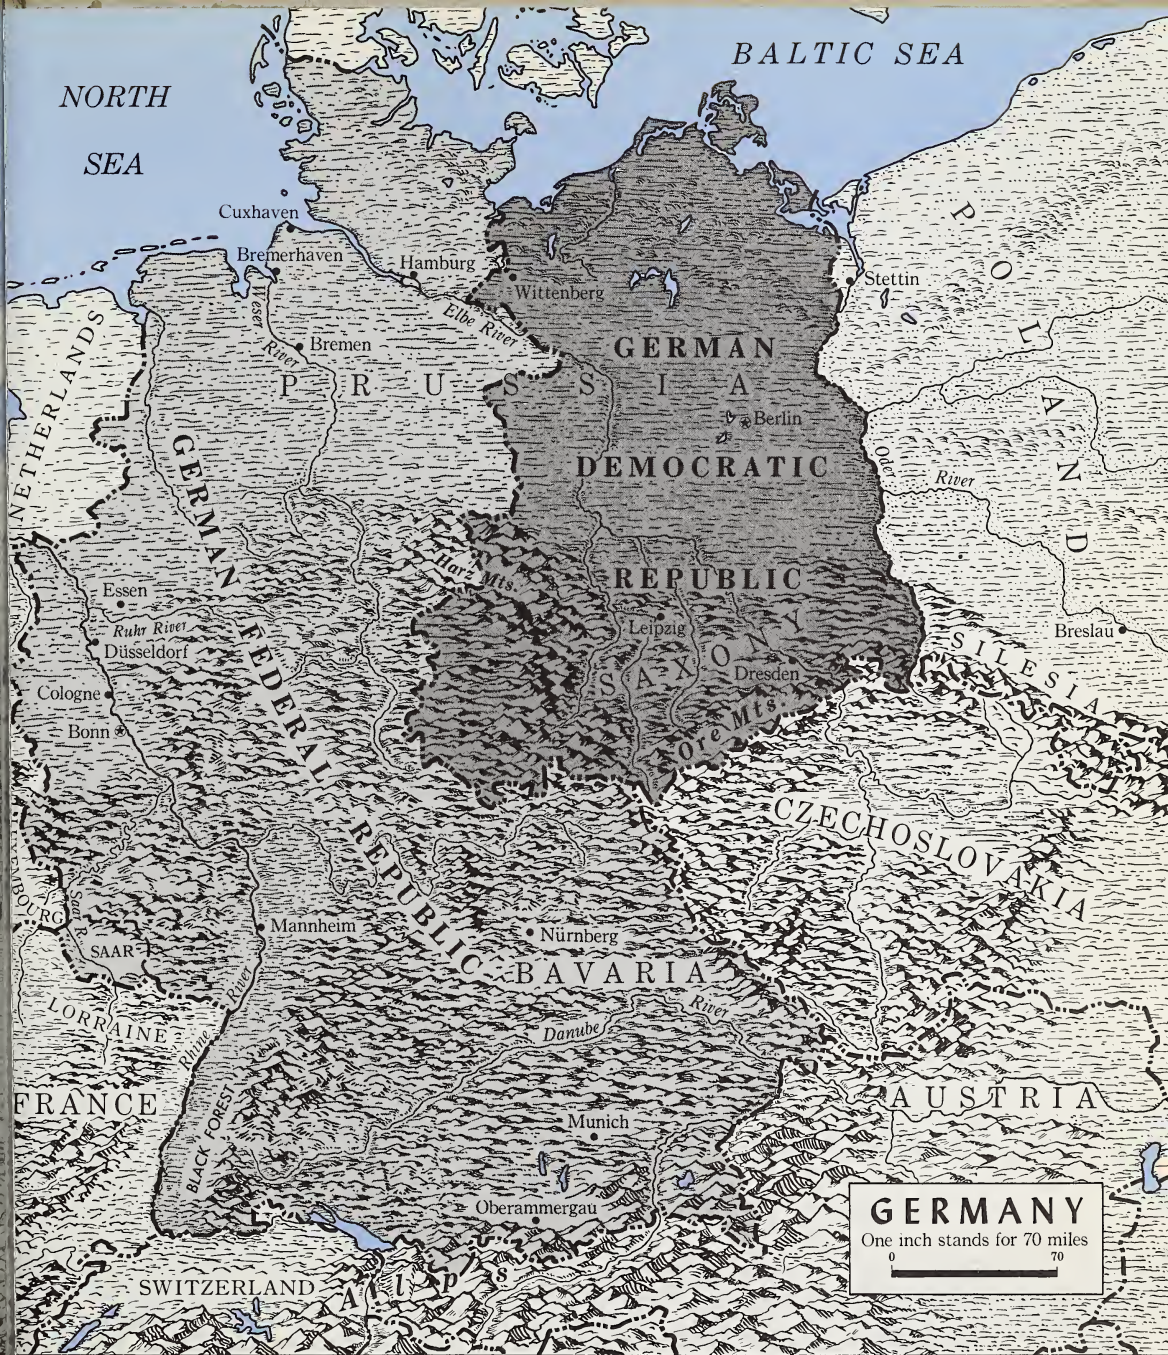 NORTH
SEA
BALTIC SEA
Cuxhaven
Bremerhaven
Hamburg
Wittenberg
Stettin
Weser
River
Elbe River
Bremen
NETHERLANDS
POLAND
GERMAN
PRUSSIA
Berlin
DEMOCRATIC
Oder
River
GERMAN
Harz Mts.
REPUBLIC
Essen
Ruhr River
Düsseldorf
Leipzig
SAXONY
Dresden
Breslau
SILESIA
Cologne
Bonn
FEDERAL
Ore Mts.
CZECHOSLOVAKIA
REPUBLIC
BOURG
Saar R.
SAAR
Mannheim
Nürnberg
BAVARIA
Rhine River
LORRAINE
Danube River
FRANCE
BLACK FOREST
AUSTRIA
Munich
Oberammergau
SWITZERLAND
Alps
GERMANY
One inch stands for 70 miles
0 70